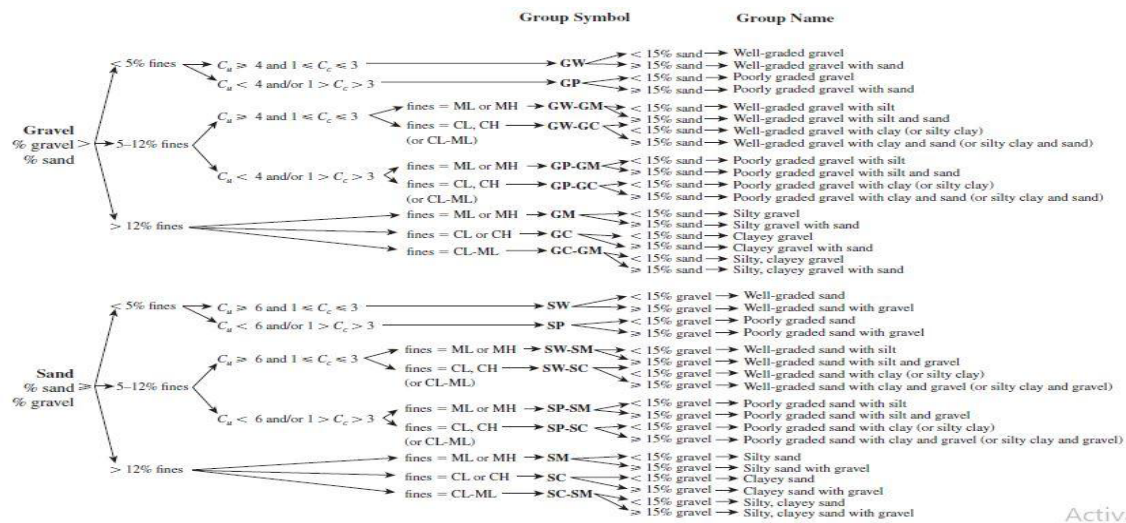 Group Symbol Group Name
< 5% fines Cu ≥ 4 and 1 ≤ Cc ≤ 3 GW < 15% sand Well-graded gravel
≥ 15% sand Well-graded gravel with sand
Cu < 4 and/or 1 > Cc > 3 GP < 15% sand Poorly graded gravel
≥ 15% sand Poorly graded gravel with sand
Gravel
% gravel >
% sand
5–12% fines Cu ≥ 4 and 1 ≤ Cc ≤ 3 fines = ML or MH GW-GM < 15% sand Well-graded gravel with silt
≥ 15% sand Well-graded gravel with silt and sand
fines = CL, CH GW-GC < 15% sand Well-graded gravel with clay (or silty clay)
(or CL-ML) ≥ 15% sand Well-graded gravel with clay and sand (or silty clay and sand)
Cu < 4 and/or 1 > Cc > 3 fines = ML or MH GP-GM < 15% sand Poorly graded gravel with silt
≥ 15% sand Poorly graded gravel with silt and sand
fines = CL, CH GP-GC < 15% sand Poorly graded gravel with clay (or silty clay)
(or CL-ML) ≥ 15% sand Poorly graded gravel with clay and sand (or silty clay and sand)
> 12% fines fines = ML or MH GM < 15% sand Silty gravel
≥ 15% sand Silty gravel with sand
fines = CL or CH GC < 15% sand Clayey gravel
≥ 15% sand Clayey gravel with sand
fines = CL-ML GC-GM < 15% sand Silty, clayey gravel
≥ 15% sand Silty, clayey gravel with sand
< 5% fines Cu ≥ 6 and 1 ≤ Cc ≤ 3 SW < 15% gravel Well-graded sand
≥ 15% gravel Well-graded sand with gravel
Cu < 6 and/or 1 > Cc > 3 SP < 15% gravel Poorly graded sand
≥ 15% gravel Poorly graded sand with gravel
Sand
% sand ≥
% gravel
5–12% fines Cu ≥ 6 and 1 ≤ Cc ≤ 3 fines = ML or MH SW-SM < 15% gravel Well-graded sand with silt
≥ 15% gravel Well-graded sand with silt and gravel
fines = CL, CH SW-SC < 15% gravel Well-graded sand with clay (or silty clay)
(or CL-ML) ≥ 15% gravel Well-graded sand with clay and gravel (or silty clay and gravel)
Cu < 6 and/or 1 > Cc > 3 fines = ML or MH SP-SM < 15% gravel Poorly graded sand with silt
≥ 15% gravel Poorly graded sand with silt and gravel
fines = CL, CH SP-SC < 15% gravel Poorly graded sand with clay (or silty clay)
(or CL-ML) ≥ 15% gravel Poorly graded sand with clay and gravel (or silty clay and gravel)
> 12% fines fines = ML or MH SM < 15% gravel Silty sand
≥ 15% gravel Silty sand with gravel
fines = CL or CH SC < 15% gravel Clayey sand
≥ 15% gravel Clayey sand with gravel
fines = CL-ML SC-SM < 15% gravel Silty, clayey sand
≥ 15% gravel Silty, clayey sand with gravel
Activ